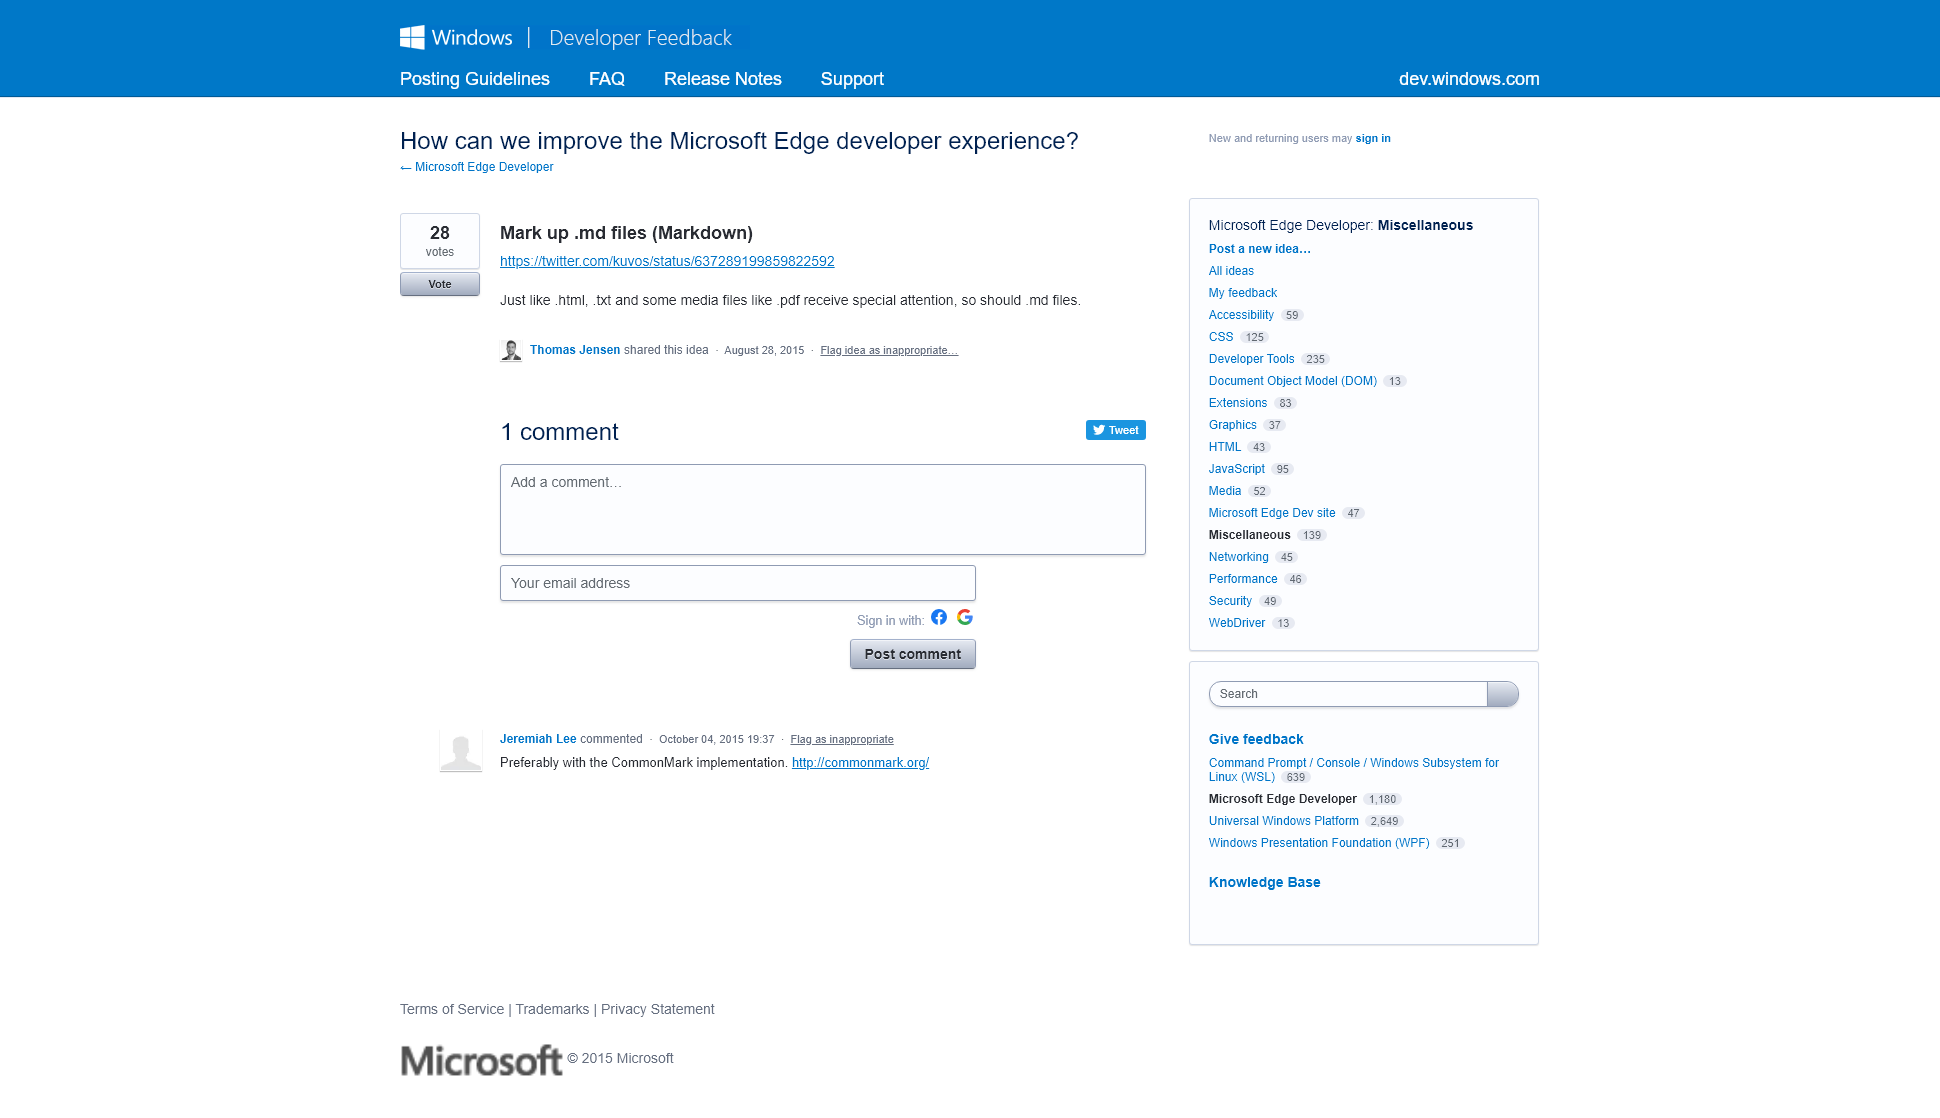 Windows | Developer Feedback
Posting Guidelines FAQ Release Notes Support dev.windows.com
How can we improve the Microsoft Edge developer experience?
← Microsoft Edge Developer
New and returning users may sign in
28
votes
Vote
Mark up .md files (Markdown)
https://twitter.com/kuvos/status/637289199859822592
Just like .html, .txt and some media files like .pdf receive special attention, so should .md files.
Thomas Jensen shared this idea · August 28, 2015 · Flag idea as inappropriate…
1 comment
Tweet
Add a comment…
Your email address
Sign in with:
Post comment
Jeremiah Lee commented · October 04, 2015 19:37 · Flag as inappropriate
Preferably with the CommonMark implementation. http://commonmark.org/
Microsoft Edge Developer: Miscellaneous
Post a new idea…
All ideas
My feedback
Accessibility 59
CSS 125
Developer Tools 235
Document Object Model (DOM) 13
Extensions 83
Graphics 37
HTML 43
JavaScript 95
Media 52
Microsoft Edge Dev site 47
Miscellaneous 139
Networking 45
Performance 46
Security 49
WebDriver 13
Search
Give feedback
Command Prompt / Console / Windows Subsystem for
Linux (WSL) 639
Microsoft Edge Developer 1,180
Universal Windows Platform 2,649
Windows Presentation Foundation (WPF) 251
Knowledge Base
Terms of Service | Trademarks | Privacy Statement
Microsoft © 2015 Microsoft